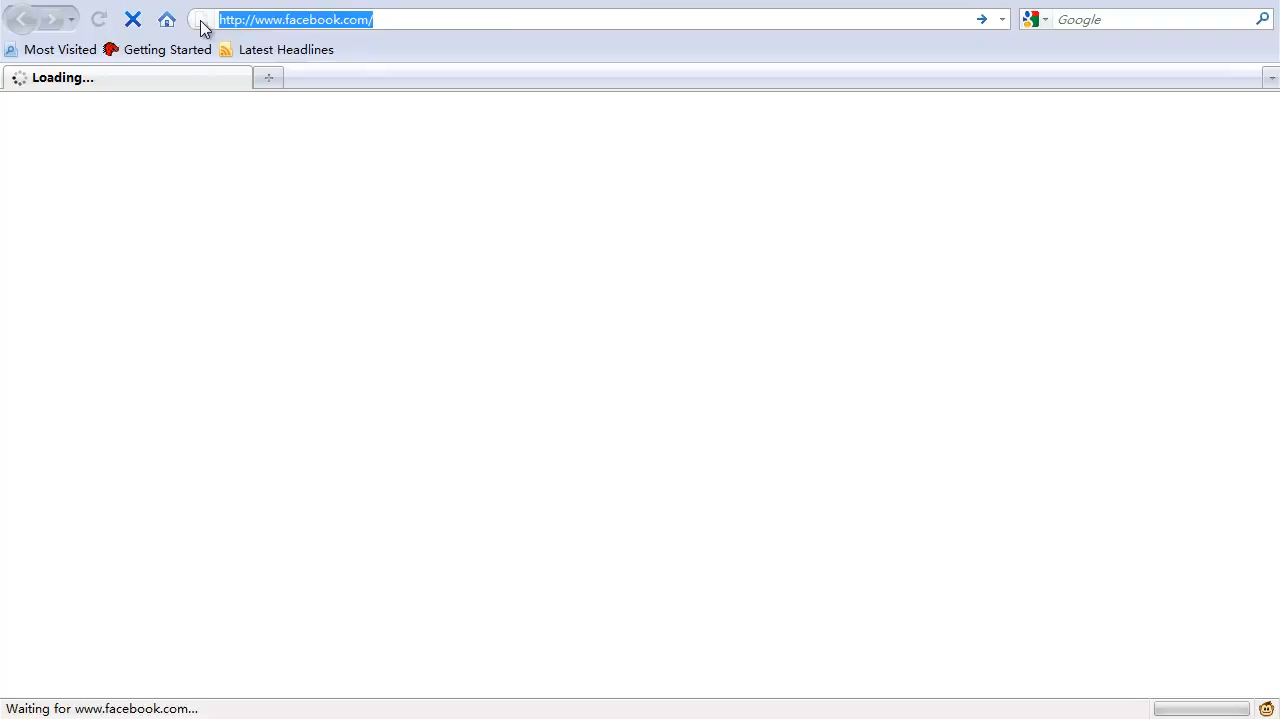 http://www.facebook.com/
Google
Most Visited Getting Started Latest Headlines
Loading...
Waiting for www.facebook.com...